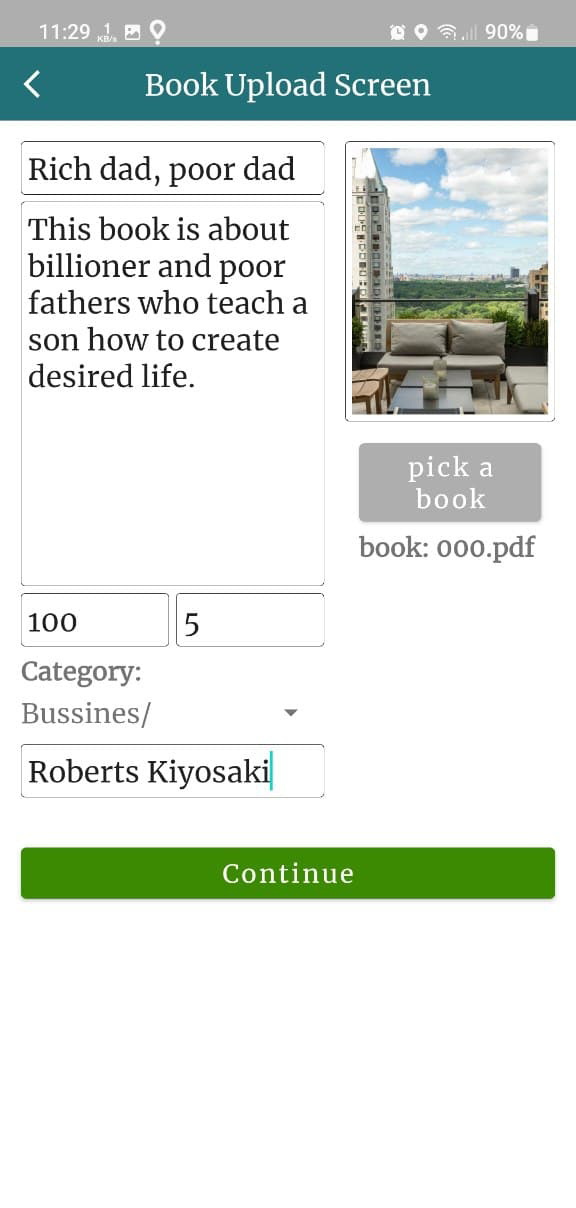 11:29 1 KB/s 90%
Book Upload Screen
Rich dad, poor dad
This book is about
billioner and poor
fathers who teach a
son how to create
desired life.
pick a
book
book: 000.pdf
100 5
Category:
Bussines/
Roberts Kiyosaki
Continue